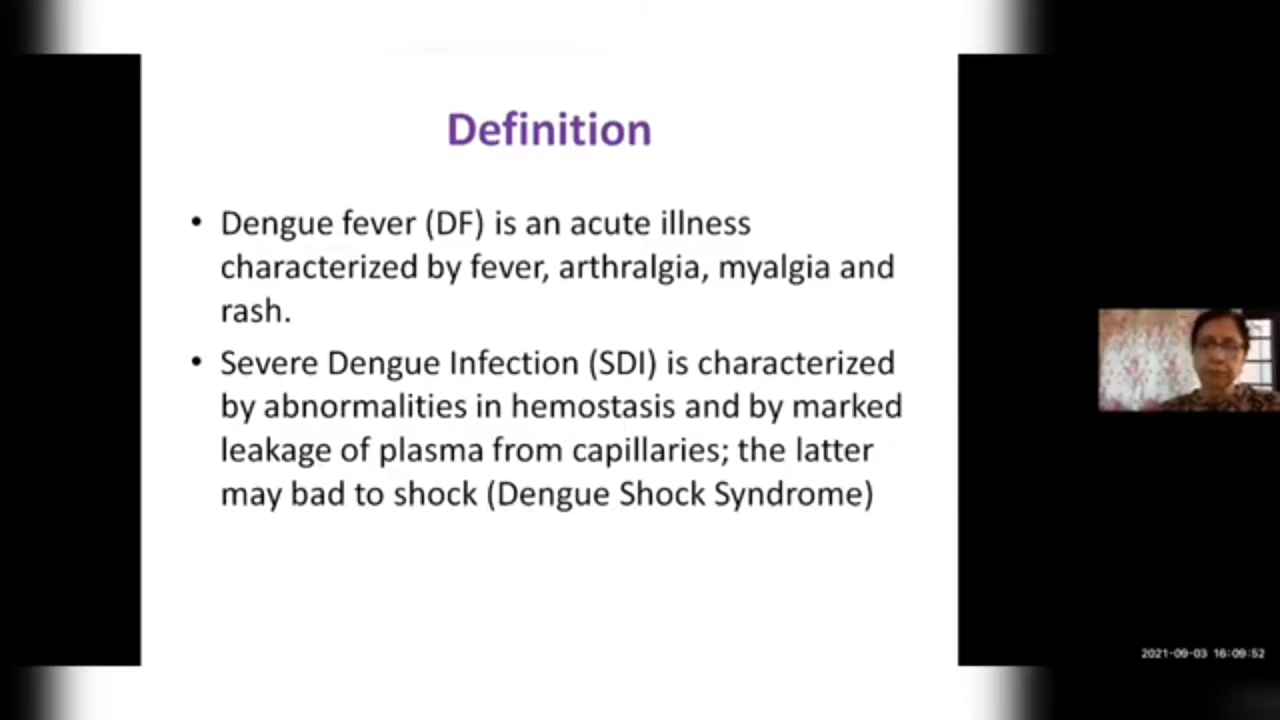 Definition
• Dengue fever (DF) is an acute illness
characterized by fever, arthralgia, myalgia and
rash.
• Severe Dengue Infection (SDI) is characterized
by abnormalities in hemostasis and by marked
leakage of plasma from capillaries; the latter
may bad to shock (Dengue Shock Syndrome)
2021-09-03 16:09:52